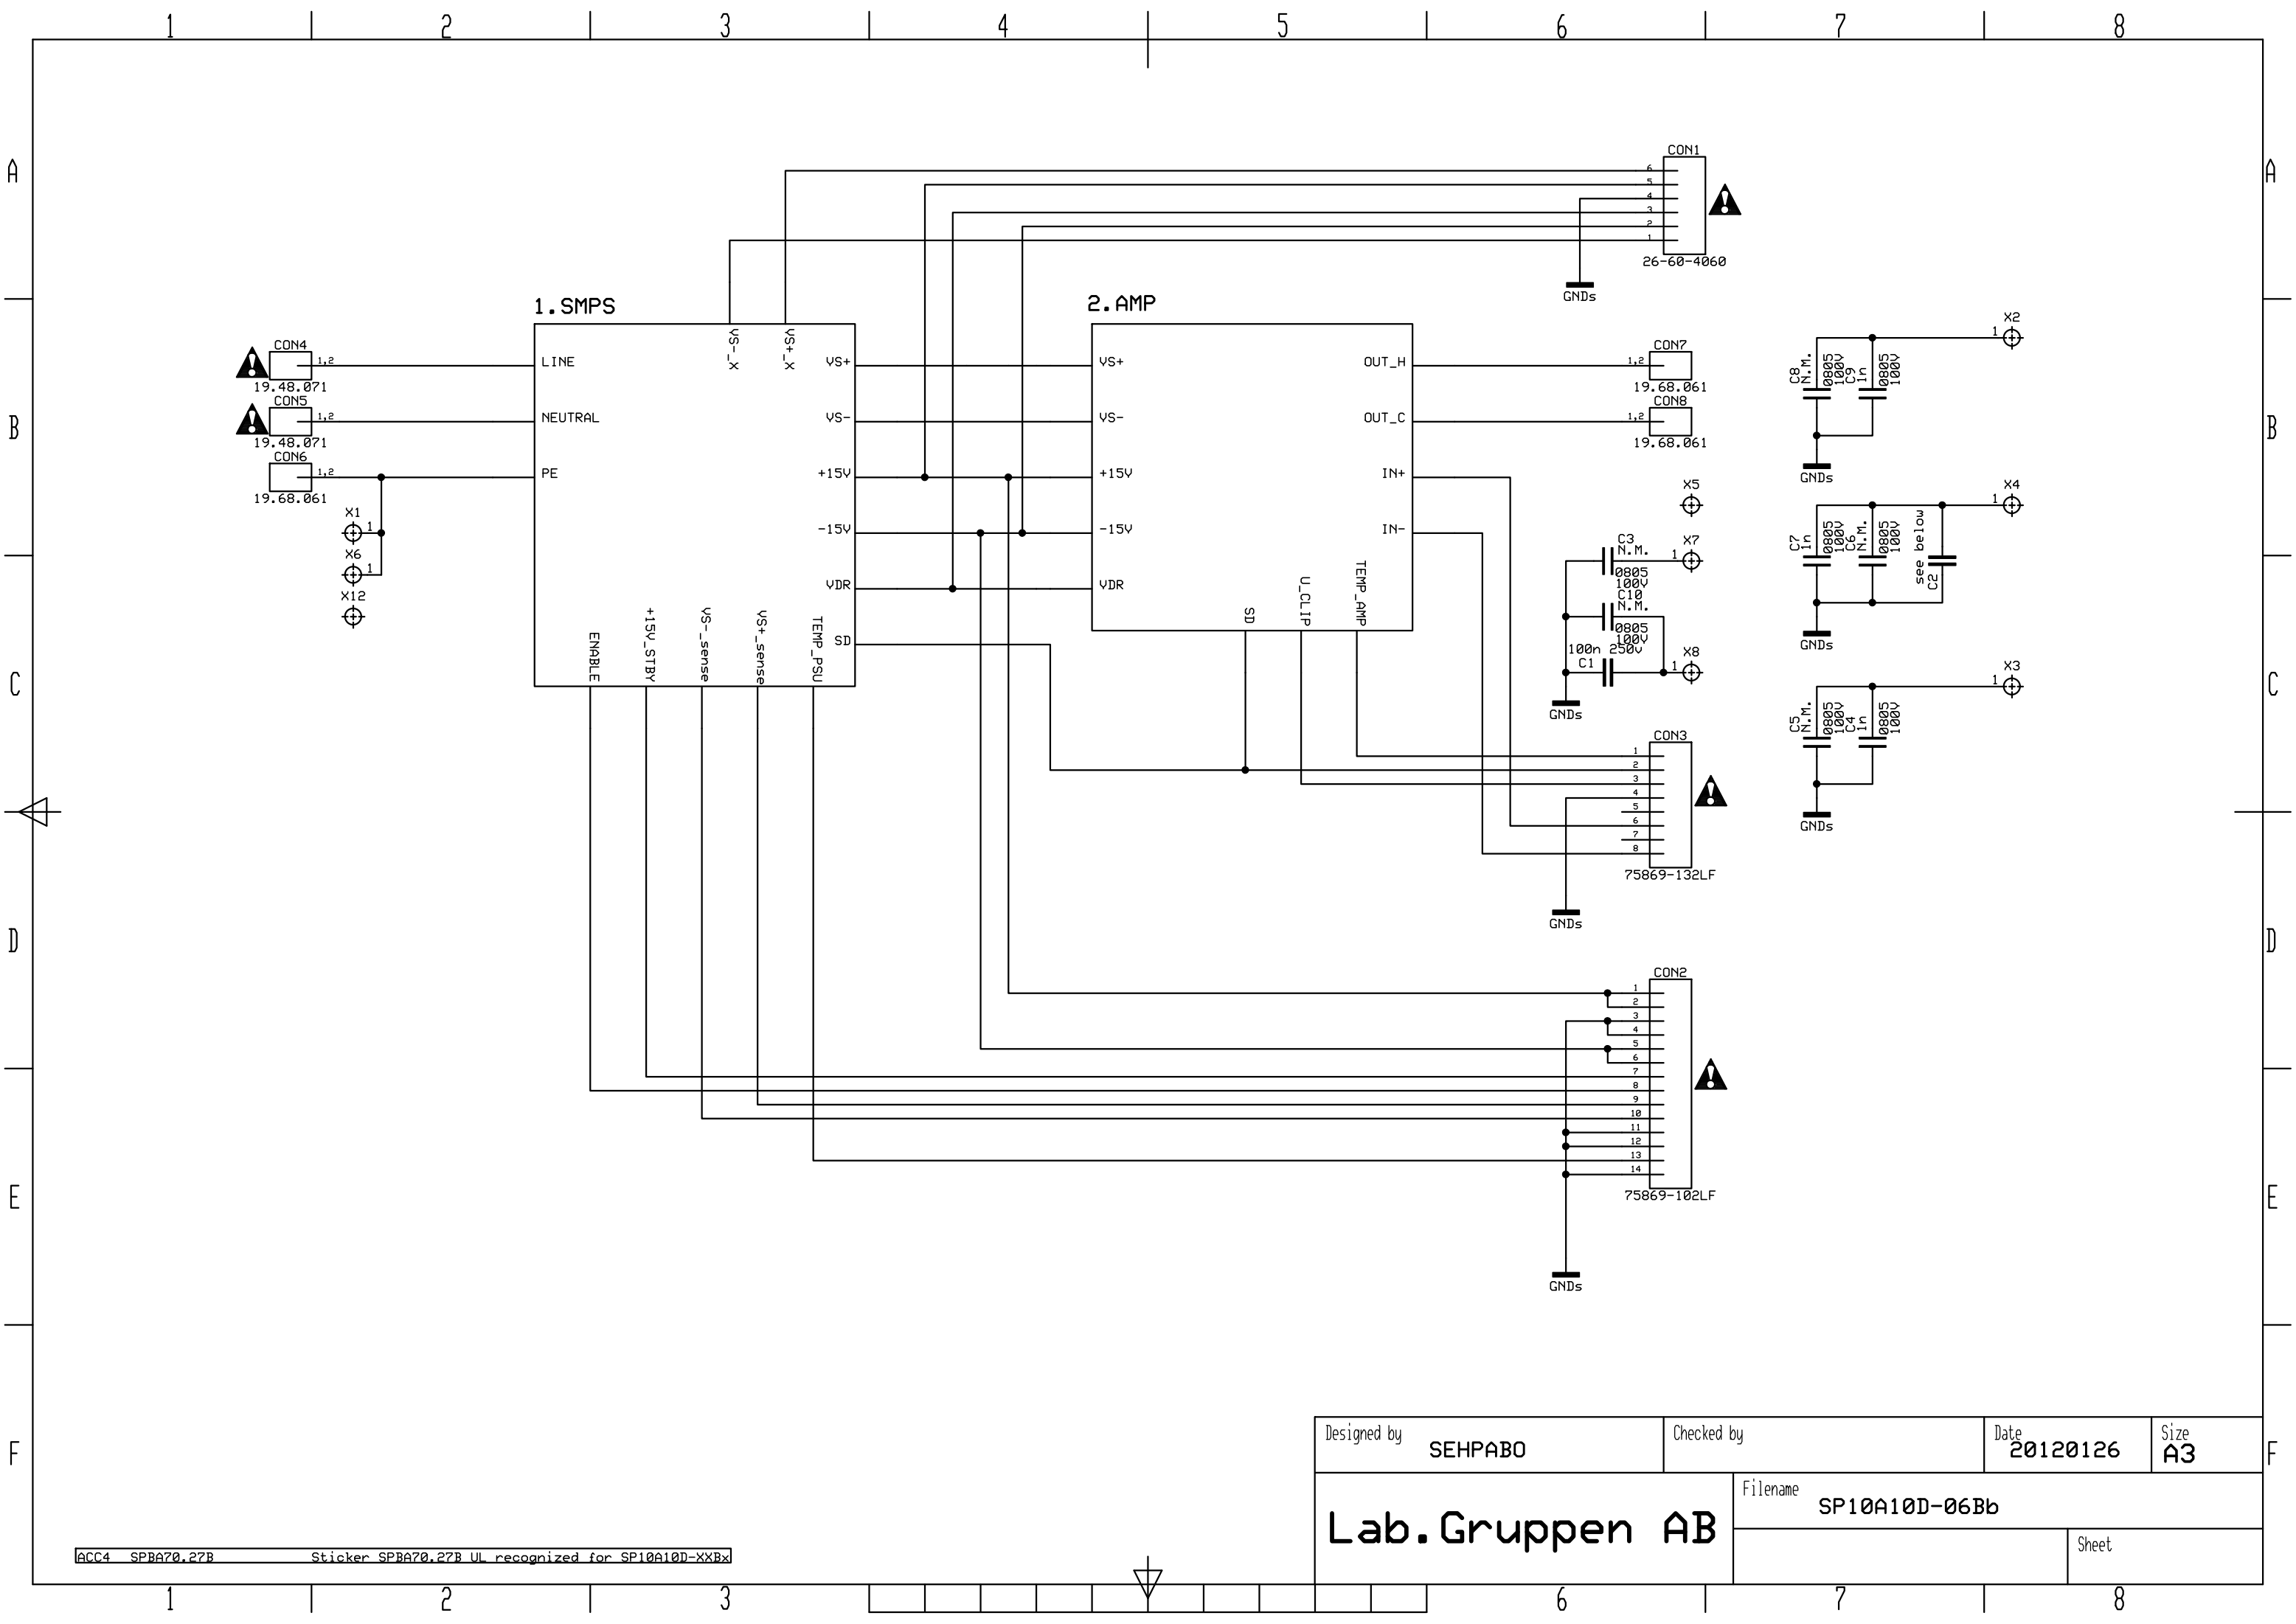 1 2 3 4 5 6 7 8
A A
CON1
6
5
4
3
2
1
26-60-4060
GNDs
1.SMPS
2.AMP
VS-_X
VS+_X
LINE
NEUTRAL
PE
VS+
VS-
+15V
-15V
VDR
SD
ENABLE
+15V_STBY
VS-_sense
VS+_sense
TEMP_PSU
VS+
VS-
+15V
-15V
VDR
OUT_H
OUT_C
IN+
IN-
SD
U_CLIP
TEMP_AMP
CON4
1,2
19.48.071
CON5
1,2
19.48.071
CON6
1,2
19.68.061
X1
1
X6
1
X12
B B
CON7
1,2
19.68.061
CON8
1,2
19.68.061
X5
C3
N.M.
0805
100V
X7
1
C10
N.M.
0805
100V
100n 250v
C1
X8
1
GNDs
X2
1
C8
N.M.
0805
100V
C9
1n
0805
100V
GNDs
X4
1
C7
1n
0805
100V
C6
N.M.
0805
100V
see below
C2
GNDs
C C
X3
1
C5
N.M.
0805
100V
C4
1n
0805
100V
GNDs
CON3
1
2
3
4
5
6
7
8
75869-132LF
GNDs
D D
CON2
1
2
3
4
5
6
7
8
9
10
11
12
13
14
75869-102LF
GNDs
E E
F F
Designed by
SEHPABO
Checked by
Date
20120126
Size
A3
Lab.Gruppen AB
Filename
SP10A10D-06Bb
Sheet
ACC4 SPBA70.27B Sticker SPBA70.27B UL recognized for SP10A10D-XXBx
1 2 3 6 7 8